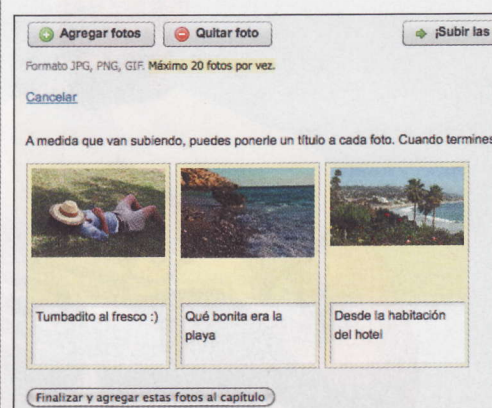 Agregar fotos
Quitar foto
¡Subir las
Formato JPG, PNG, GIF. Máximo 20 fotos por vez.
Cancelar
A medida que van subiendo, puedes ponerle un título a cada foto. Cuando termines
Tumbadito al fresco :)
Qué bonita era la
playa
Desde la habitación
del hotel
Finalizar y agregar estas fotos al capítulo